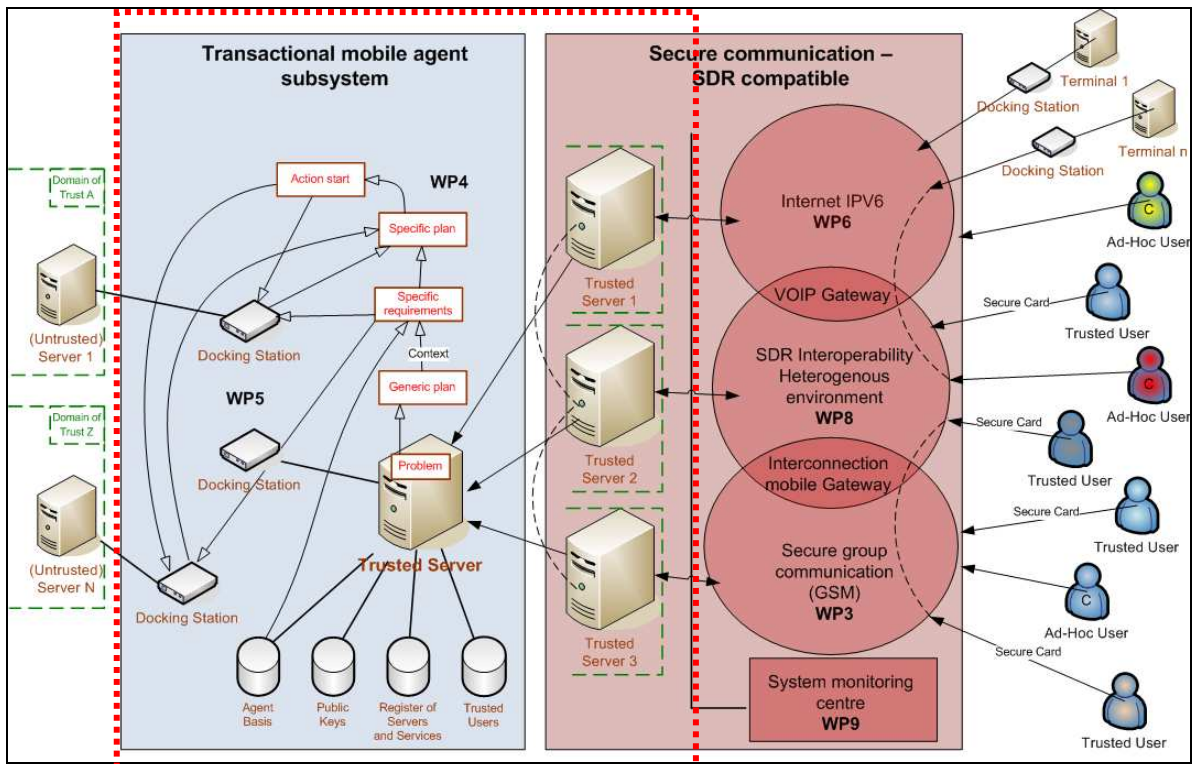 Transactional mobile agent
subsystem
Secure communication –
SDR compatible
Terminal 1
Docking Station
Terminal n
Docking Station
Domain of
Trust A
Action start
WP4
Specific plan
Internet IPV6
WP6
C
Ad-Hoc User
(Untrusted)
Server 1
Docking Station
Specific
requirements
Context
Trusted
Server 1
VOIP Gateway
Secure Card
Trusted User
Domain of
Trust Z
WP5
Generic plan
SDR Interoperability
Heterogenous
environment
WP8
C
Ad-Hoc User
Docking Station
Problem
Trusted
Server 2
Interconnection
mobile Gateway
Secure Card
Trusted User
(Untrusted)
Server N
Docking Station
Trusted Server
Secure Card
Trusted User
Secure group
communication
(GSM)
WP3
C
Ad-Hoc User
Trusted
Server 3
Secure Card
Agent
Basis
Public
Keys
Register of
Servers
and Services
Trusted
Users
System monitoring
centre
WP9
Trusted User